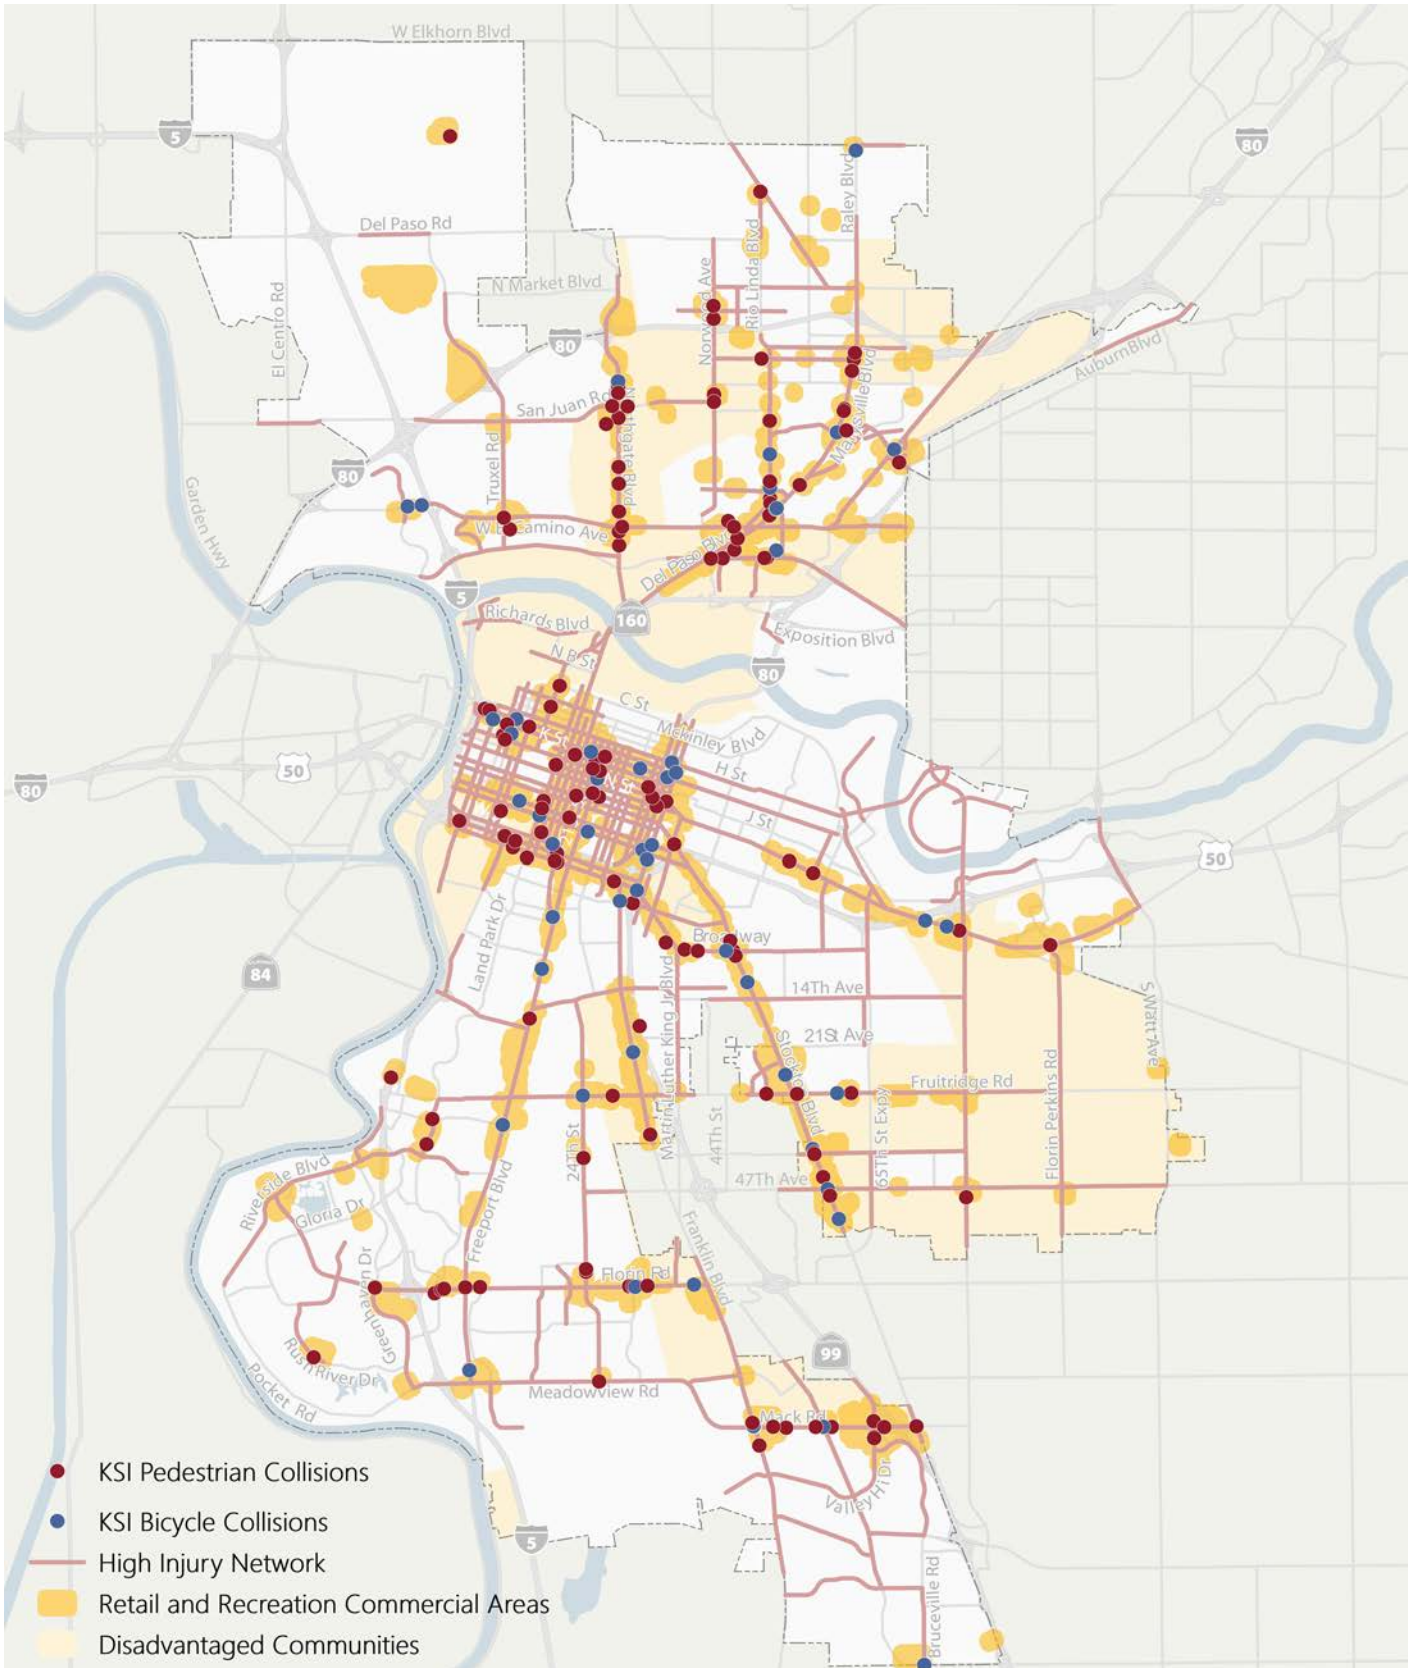 W Elkhorn Blvd
5
80
Raley Blvd
Del Paso Rd
Rio Linda Blvd
Norwood Ave
N Market Blvd
El Centro Rd
80
Auburn Blvd
Marysville Blvd
San Juan Rd
Northgate Blvd
Truxel Rd
80
Garden Hwy
W El Camino Ave
Del Paso Blvd
5
Richards Blvd
160
Exposition Blvd
N B St
80
C St
Mckinley Blvd
K St
H St
50
80
N St
J St
50
Land Park Dr
Broadway
84
Martin Luther King Jr Blvd
14Th Ave
S Watt Ave
21St Ave
Stockton Blvd
Fruitridge Rd
Florin Perkins Rd
65Th St Expy
44Th St
24Th St
47Th Ave
Riverside Blvd
Gloria Dr
Freeport Blvd
Franklin Blvd
Florin Rd
Greenhaven Dr
99
Rush River Dr
Pocket Rd
Meadowview Rd
Mack Rd
Valley Hi Dr
5
Bruceville Rd
KSI Pedestrian Collisions
KSI Bicycle Collisions
High Injury Network
Retail and Recreation Commercial Areas
Disadvantaged Communities